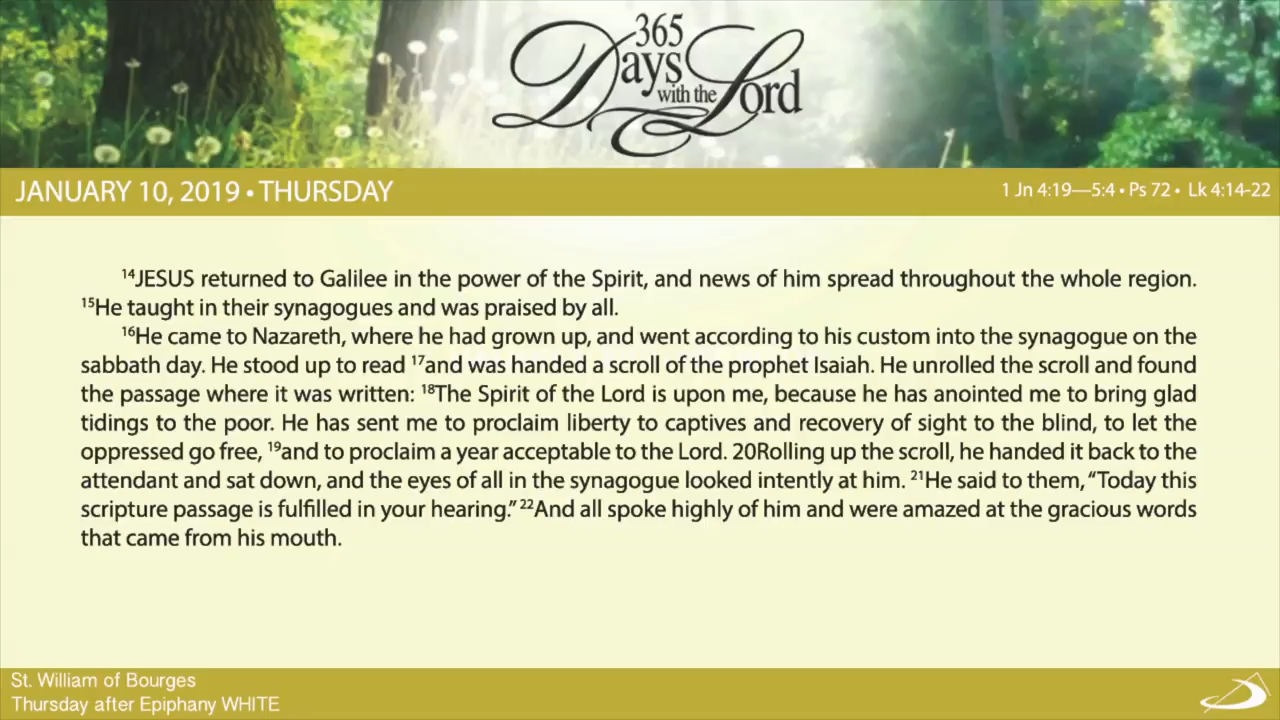 365
Days
with the
Lord
JANUARY 10, 2019 • THURSDAY
1 Jn 4:19—5:4 • Ps 72 • Lk 4:14-22
¹⁴JESUS returned to Galilee in the power of the Spirit, and news of him spread throughout the whole region.
¹⁵He taught in their synagogues and was praised by all.
¹⁶He came to Nazareth, where he had grown up, and went according to his custom into the synagogue on the
sabbath day. He stood up to read ¹⁷and was handed a scroll of the prophet Isaiah. He unrolled the scroll and found
the passage where it was written: ¹⁸The Spirit of the Lord is upon me, because he has anointed me to bring glad
tidings to the poor. He has sent me to proclaim liberty to captives and recovery of sight to the blind, to let the
oppressed go free, ¹⁹and to proclaim a year acceptable to the Lord. 20Rolling up the scroll, he handed it back to the
attendant and sat down, and the eyes of all in the synagogue looked intently at him. ²¹He said to them, “Today this
scripture passage is fulfilled in your hearing.” ²²And all spoke highly of him and were amazed at the gracious words
that came from his mouth.
St. William of Bourges
Thursday after Epiphany WHITE